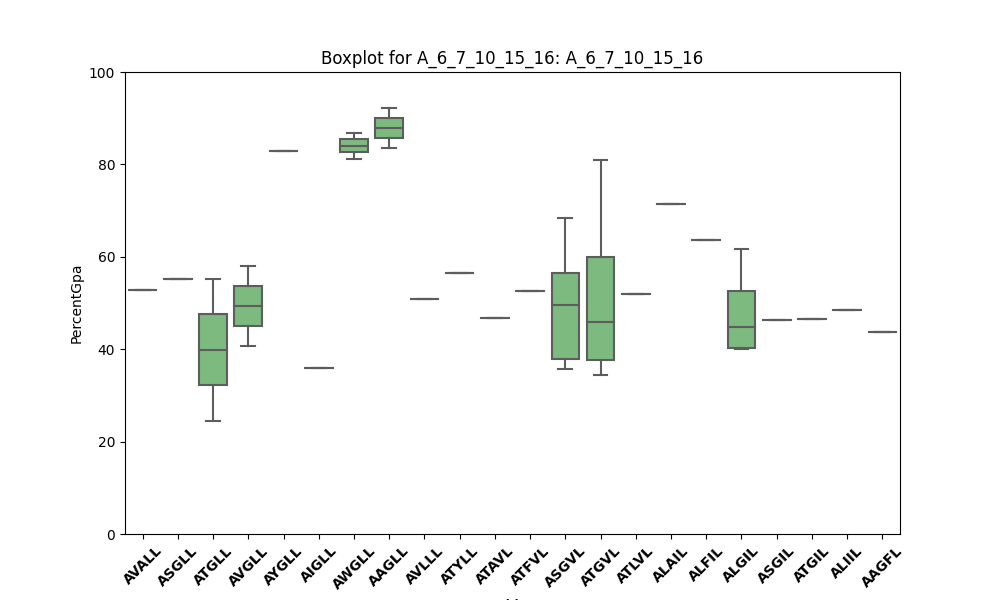 Boxplot for A_6_7_10_15_16: A_6_7_10_15_16
100
80
60
40
20
0
PercentGpa
AVALL
ASGLL
ATGLL
AVGLL
AYGLL
AIGLL
AWGLL
AAGLL
AVLLL
ATYLL
ATAVL
ATFVL
ASGVL
ATGVL
ATLVL
ALAIL
ALFIL
ALGIL
ASGIL
ATGIL
ALIIL
AAGFL